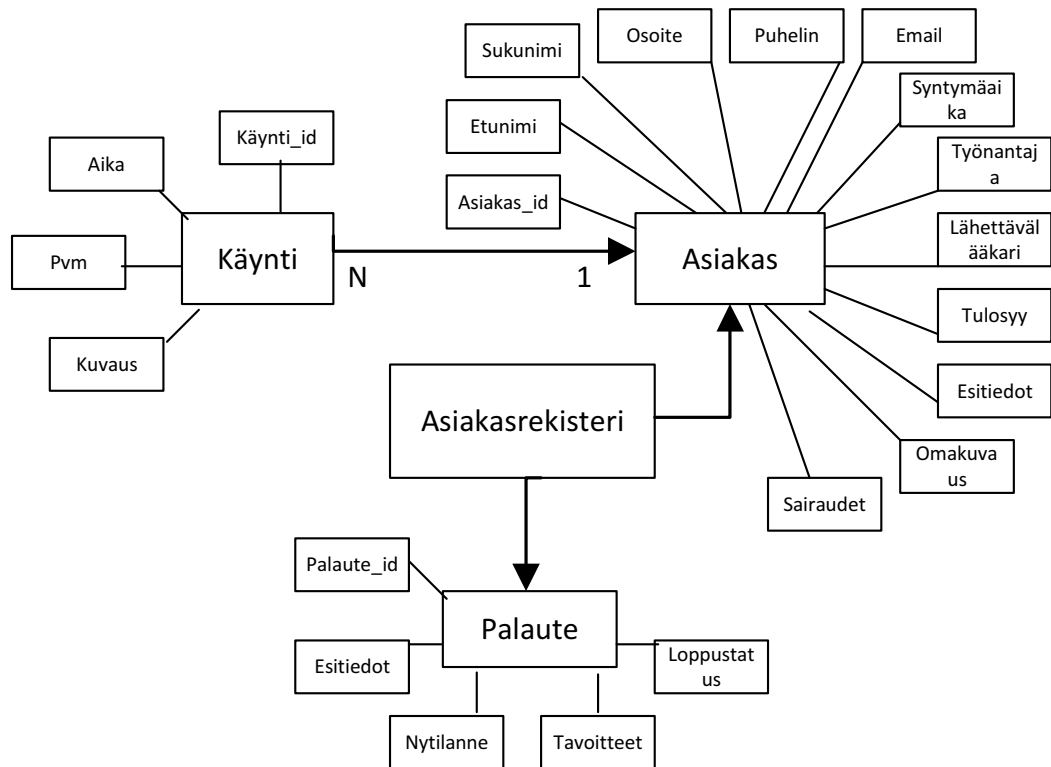 Osoite
Puhelin
Email
Sukunimi
Syntymäai
ka
Käynti_id
Etunimi
Aika
Työnantaj
a
Asiakas_id
Lähettäväl
ääkari
Pvm
Käynti
N
1
Asiakas
Tulosyy
Kuvaus
Esitiedot
Asiakasrekisteri
Omakuva
us
Sairaudet
Palaute_id
Palaute
Esitiedot
Loppustat
us
Nytilanne
Tavoitteet